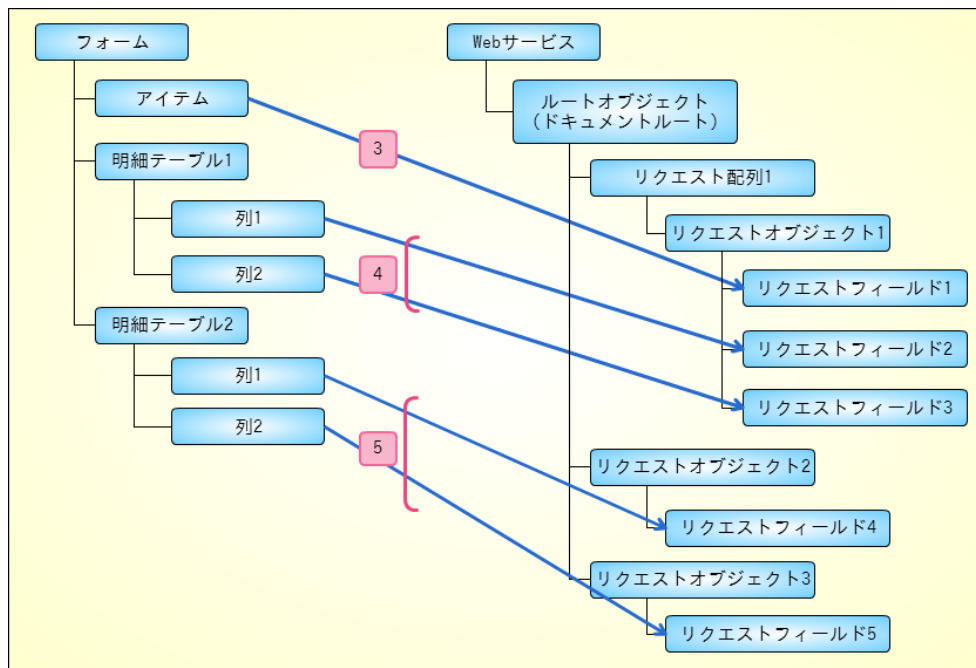 フォーム
アイテム
明細テーブル1
列1
列2
明細テーブル2
列1
列2
3
4
5
Webサービス
ルートオブジェクト
(ドキュメントルート)
リクエスト配列1
リクエストオブジェクト1
リクエストフィールド1
リクエストフィールド2
リクエストフィールド3
リクエストオブジェクト2
リクエストフィールド4
リクエストオブジェクト3
リクエストフィールド5